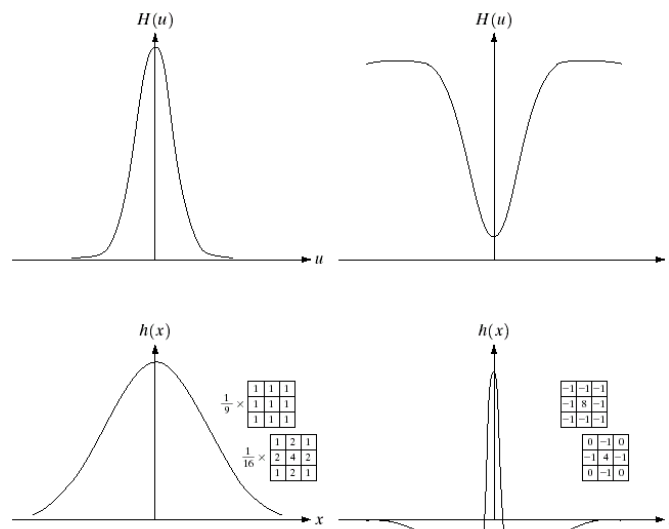 H(u)
H(u)
u
h(x)
1/9 ×
1 1 1
1 1 1
1 1 1
1/16 ×
1 2 1
2 4 2
1 2 1
x
h(x)
−1 −1 −1
−1 8 −1
−1 −1 −1
0 −1 0
−1 4 −1
0 −1 0